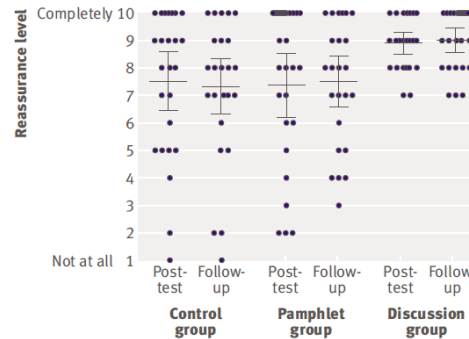 Reassurance level
Completely 10
9
8
7
6
5
4
3
2
Not at all 1
Post-test Follow-up Post-test Follow-up Post-test Follow-up
Control group Pamphlet group Discussion group